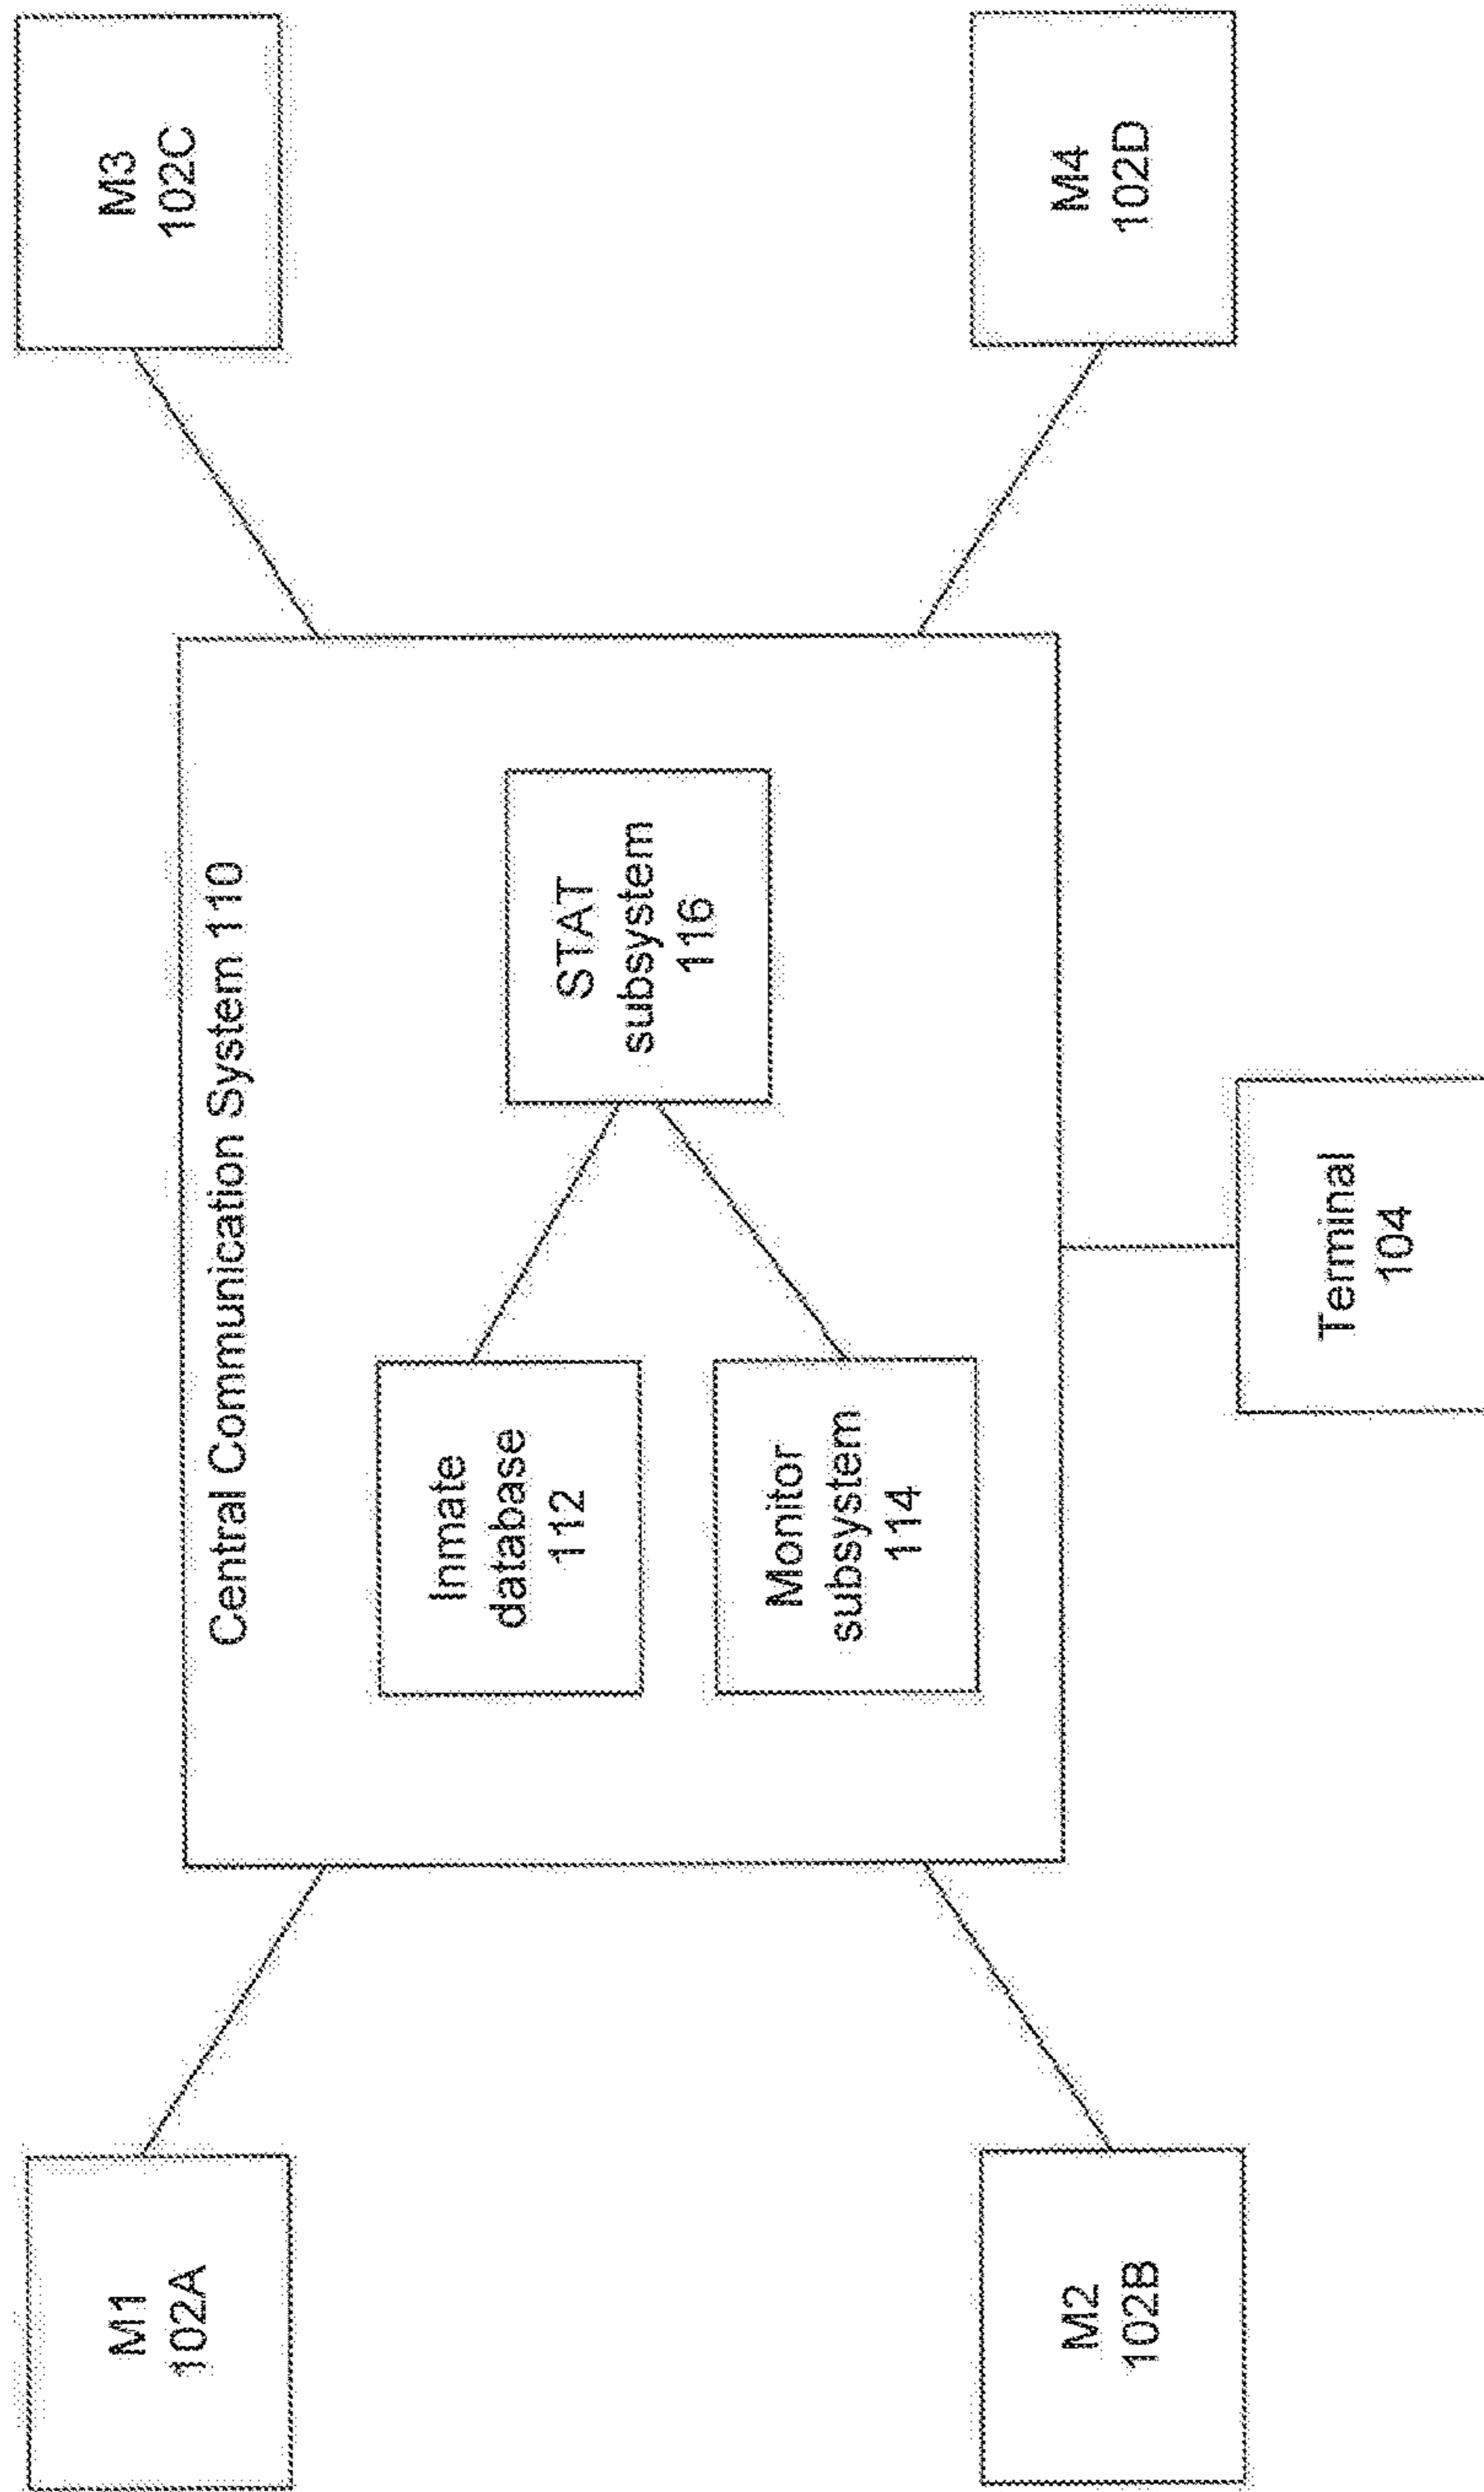 M1
102A
M3
102C
Central Communication System 110
Inmate
database
112
STAT
subsystem
116
Monitor
subsystem
114
M2
102B
M4
102D
Terminal
104